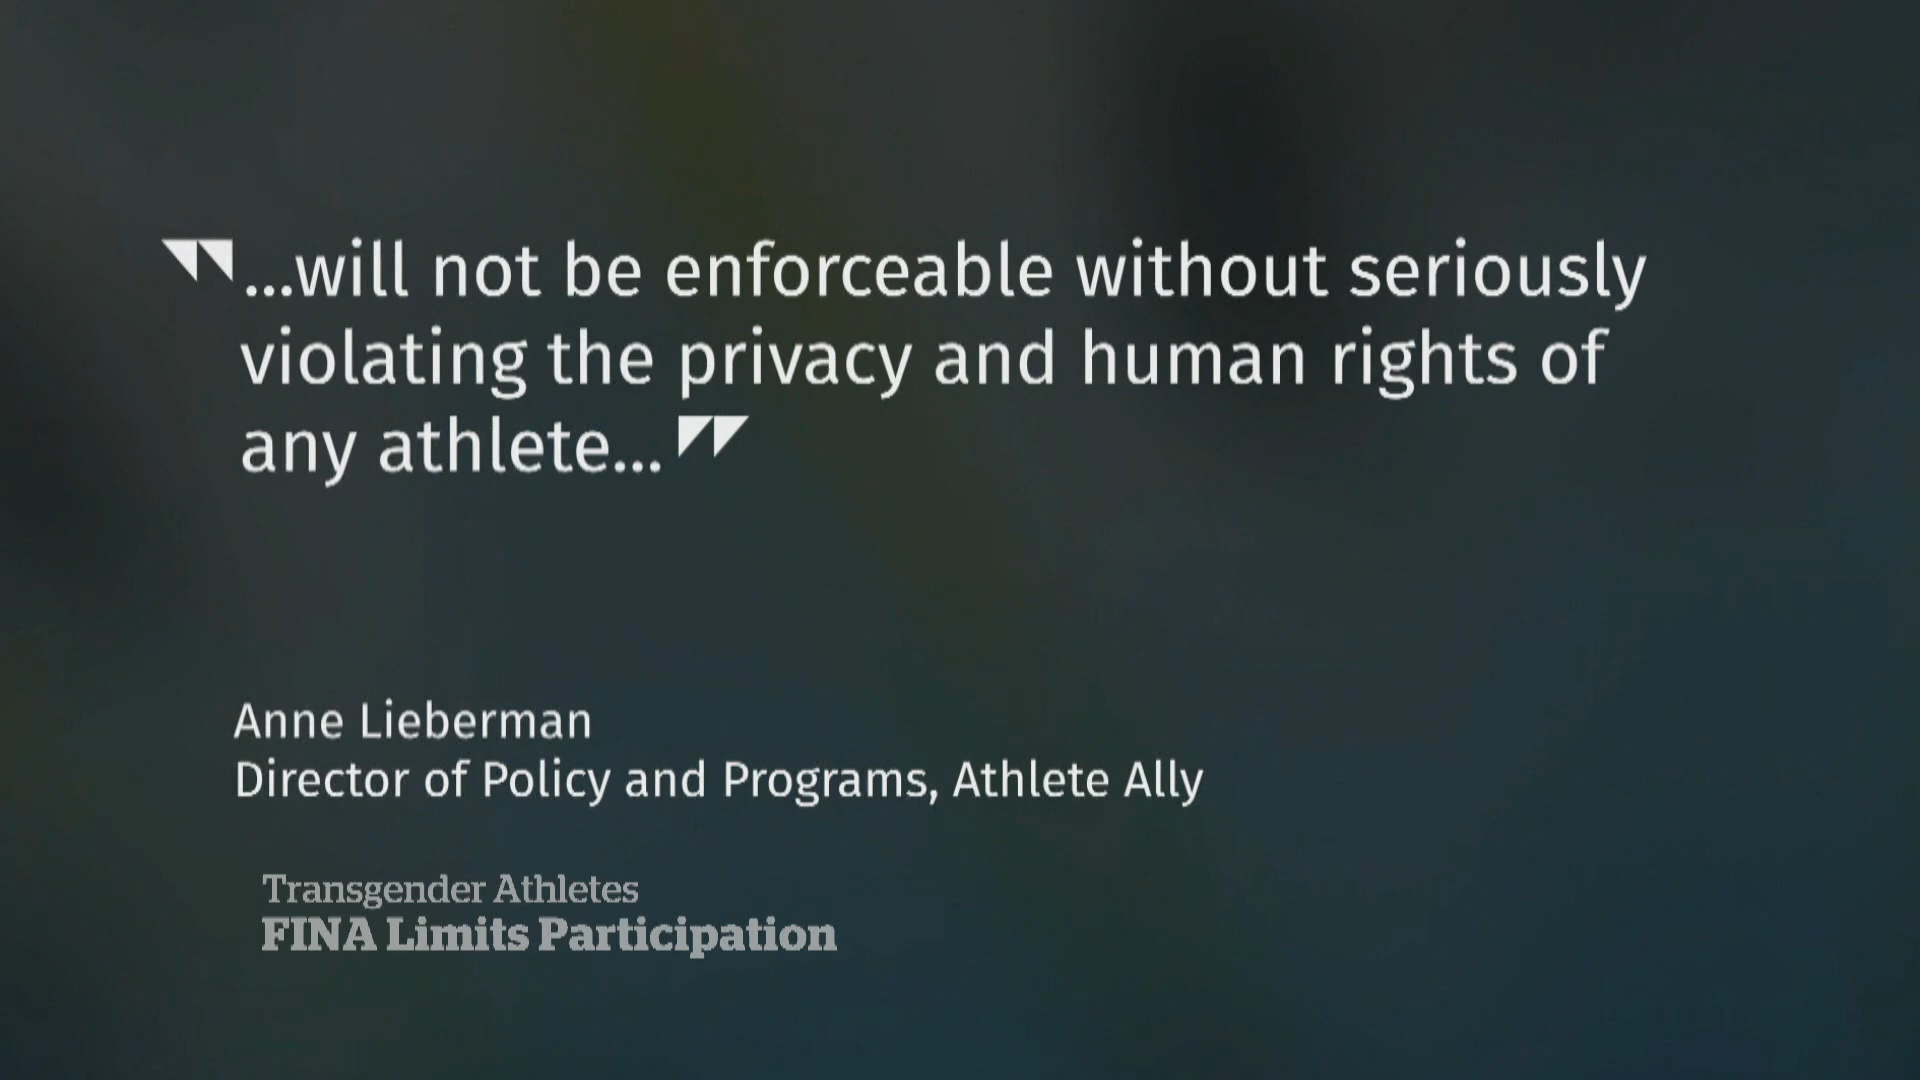 "...will not be enforceable without seriously
violating the privacy and human rights of
any athlete..."
Anne Lieberman
Director of Policy and Programs, Athlete Ally
Transgender Athletes
FINA Limits Participation